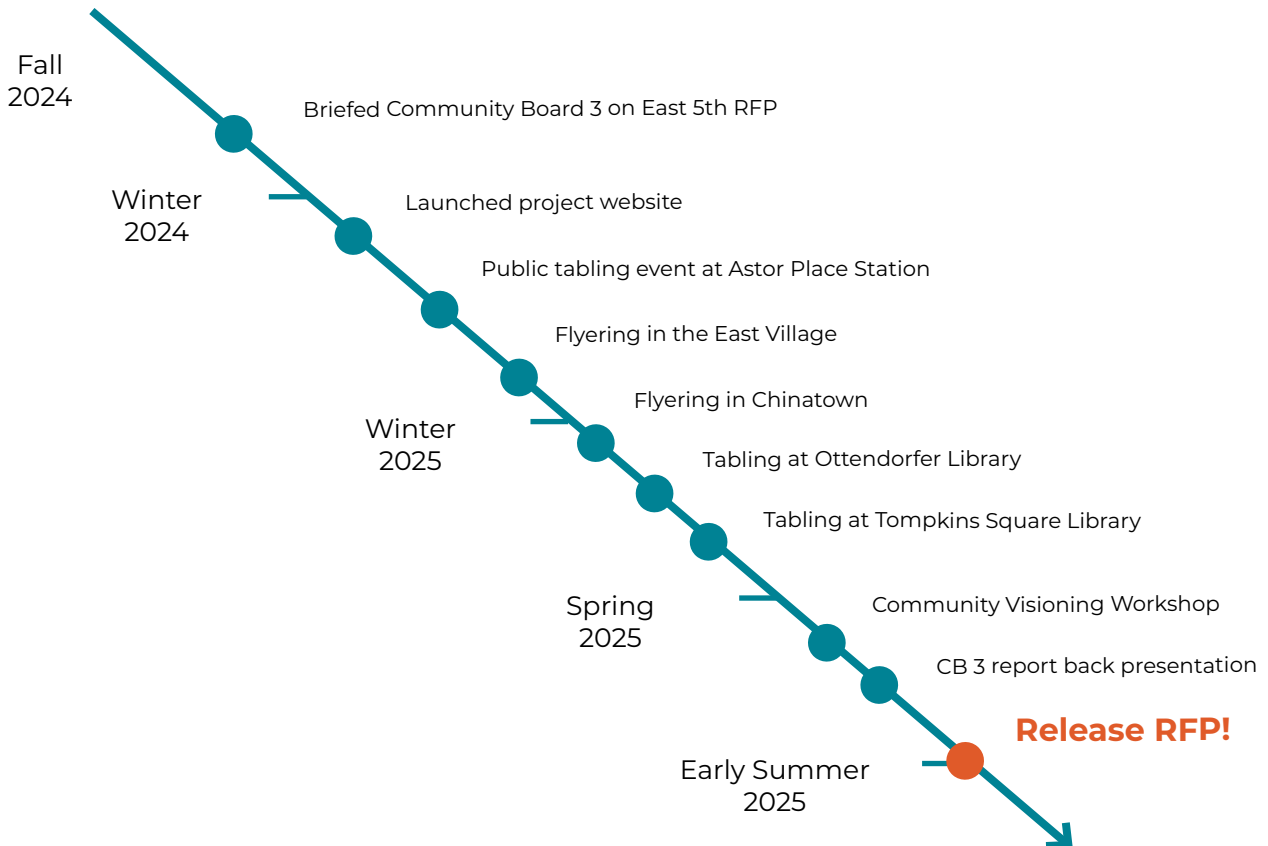 Fall
2024
Briefed Community Board 3 on East 5th RFP
Winter
2024
Launched project website
Public tabling event at Astor Place Station
Flyering in the East Village
Winter
2025
Flyering in Chinatown
Tabling at Ottendorfer Library
Tabling at Tompkins Square Library
Spring
2025
Community Visioning Workshop
CB 3 report back presentation
Release RFP!
Early Summer
2025